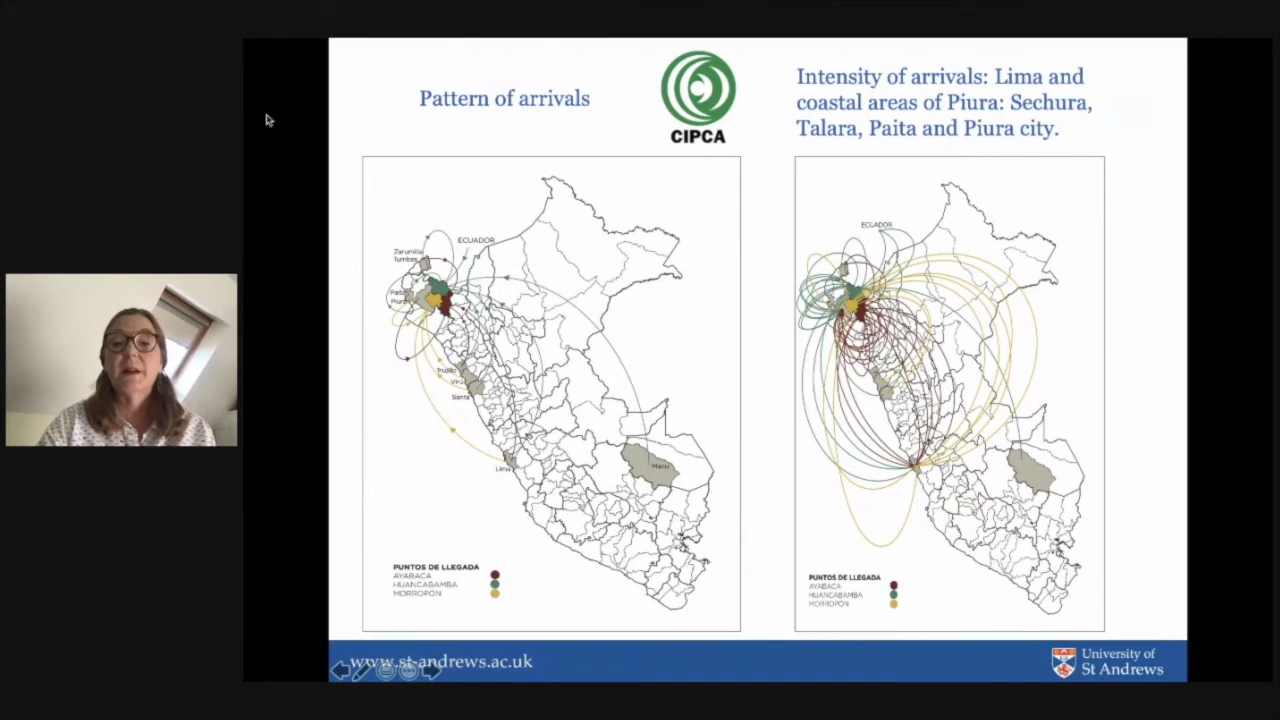 Pattern of arrivals
CIPCA
Intensity of arrivals: Lima and
coastal areas of Piura: Sechura,
Talara, Paita and Piura city.
ECUADOR
Zarumilla
Tumbes
Paita
Piura
Trujillo
Virú
Santa
Lima
Manu
PUNTOS DE LLEGADA
AYABACA
HUANCABAMBA
MORROPÓN
ECUADOR
PUNTOS DE LLEGADA
AYABACA
HUANCABAMBA
MORROPÓN
www.st-andrews.ac.uk
University of
St Andrews